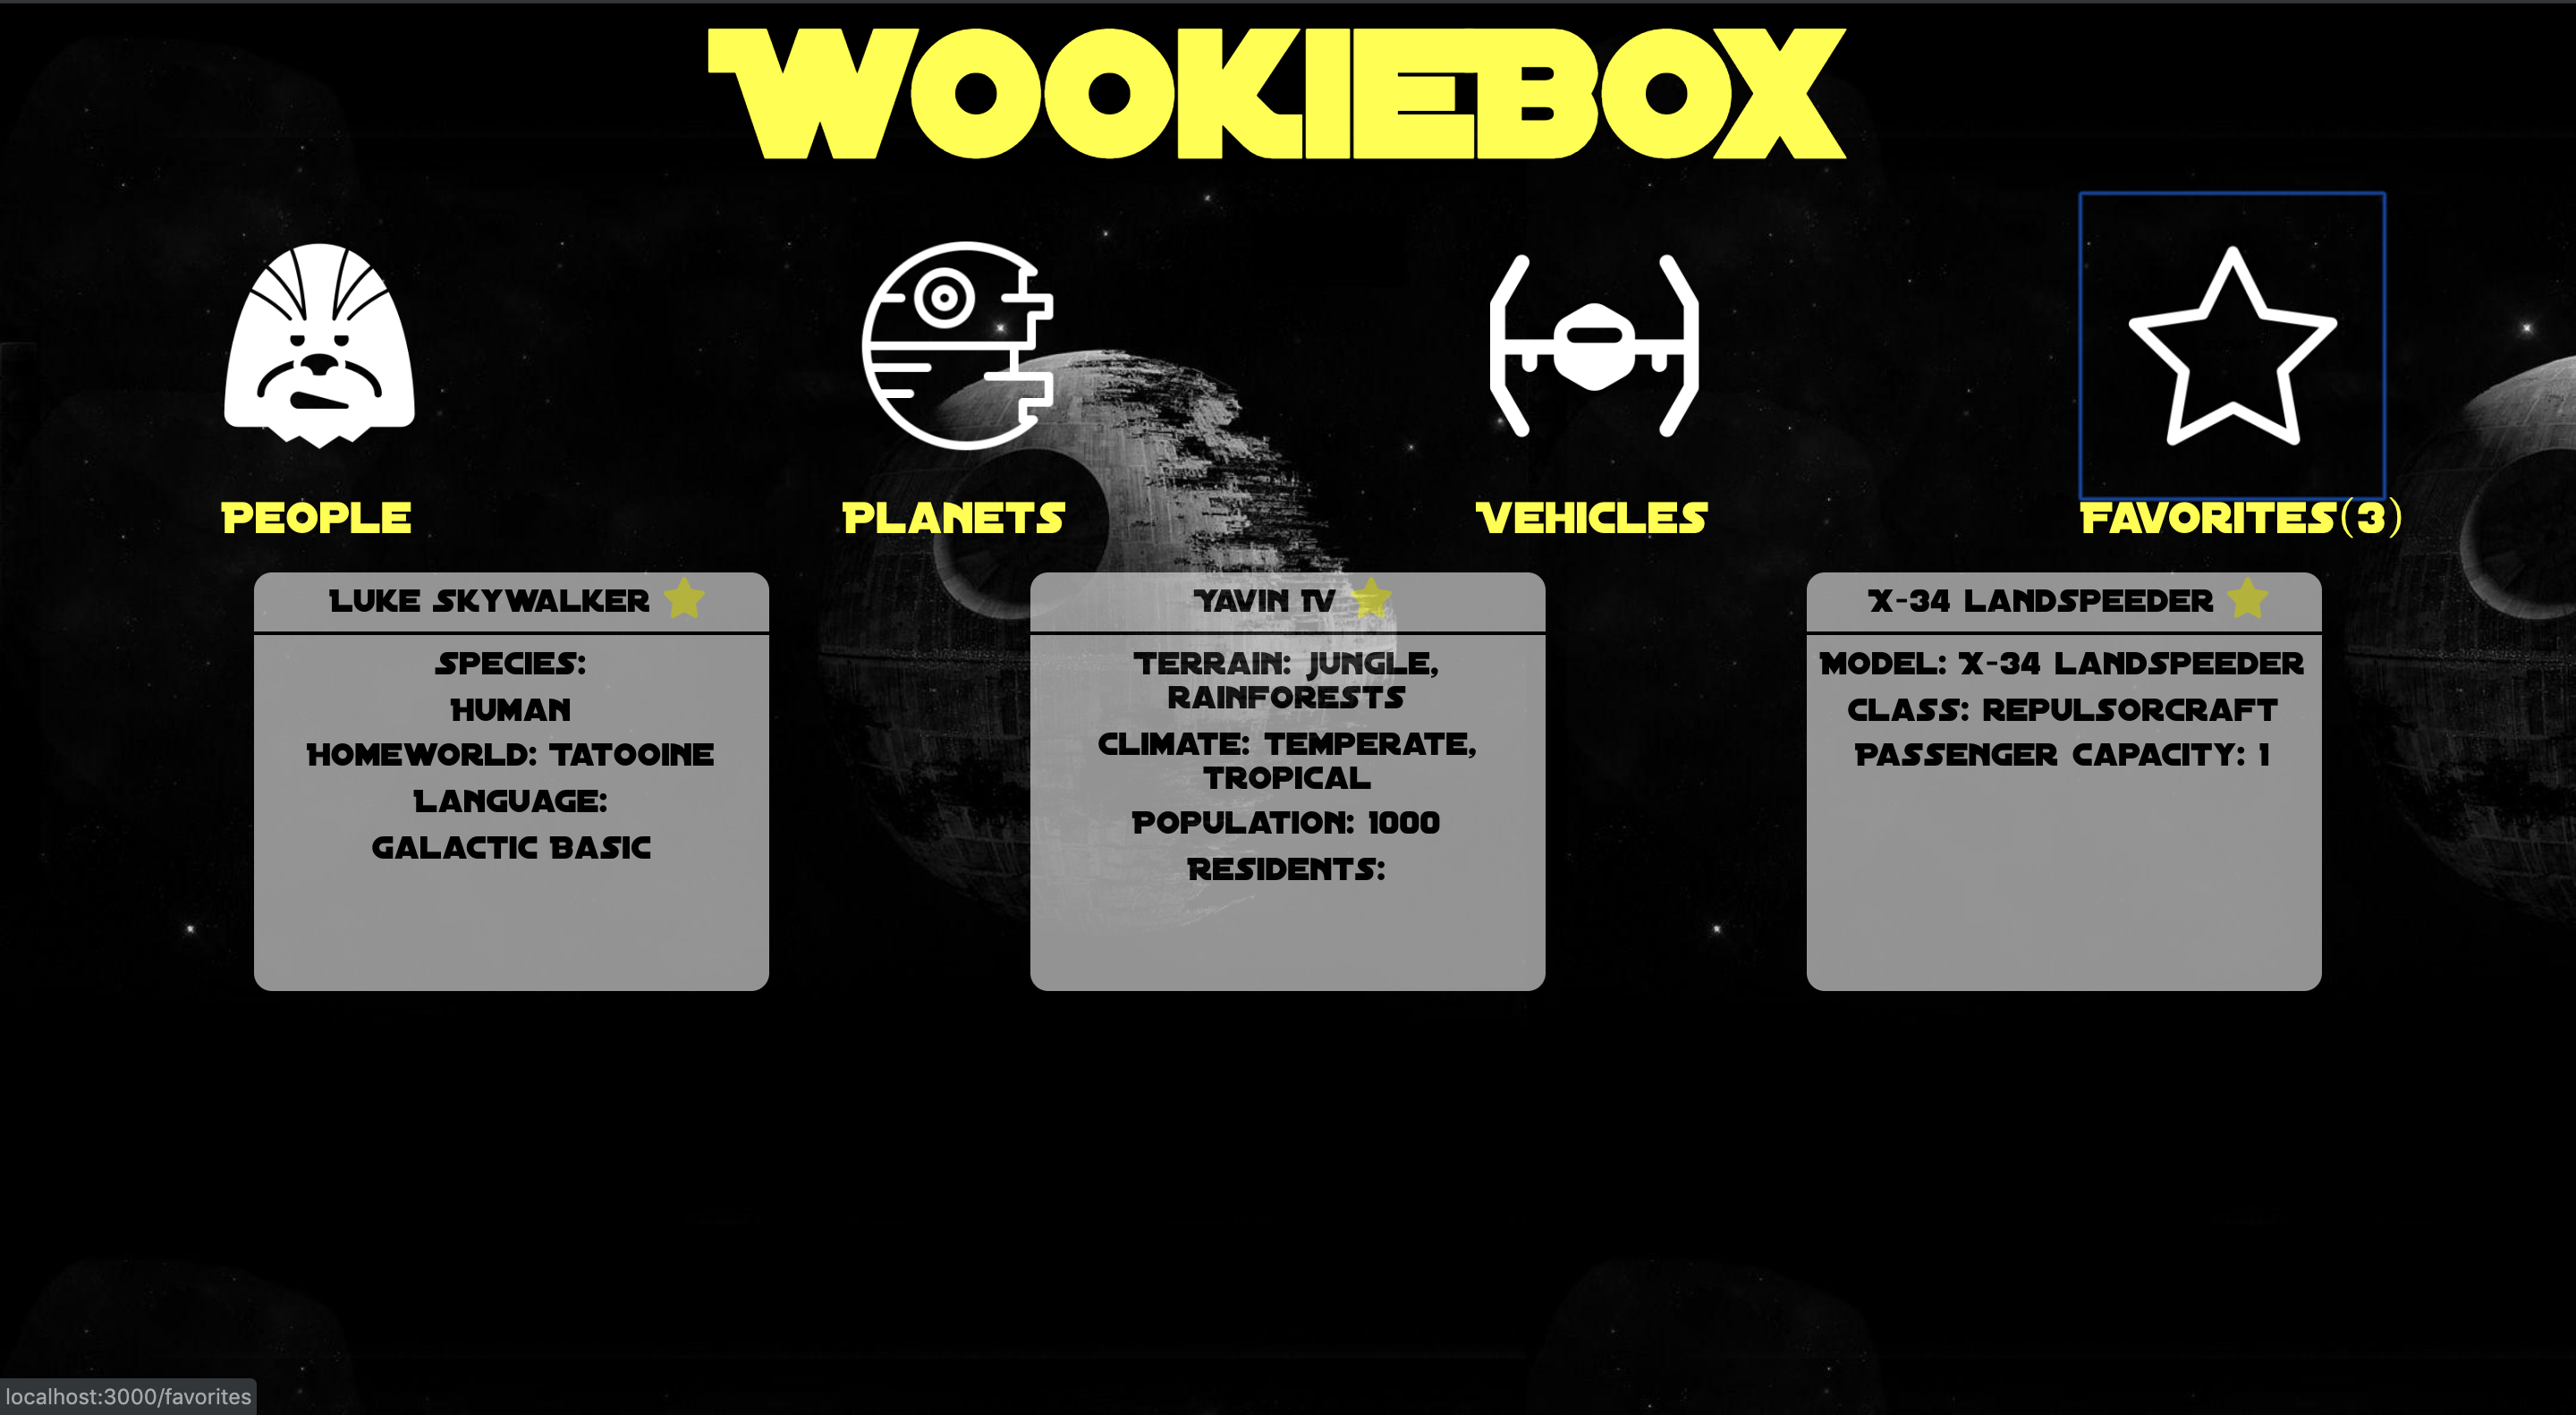 Wookiebox
People
Planets
Vehicles
Favorites(3)
Luke Skywalker
Species:
Human
Homeworld: Tatooine
Language:
Galactic Basic
Yavin IV
Terrain: jungle,
rainforests
Climate: temperate,
tropical
Population: 1000
Residents:
X-34 landspeeder
Model: X-34 landspeeder
Class: repulsorcraft
Passenger Capacity: 1
localhost:3000/favorites